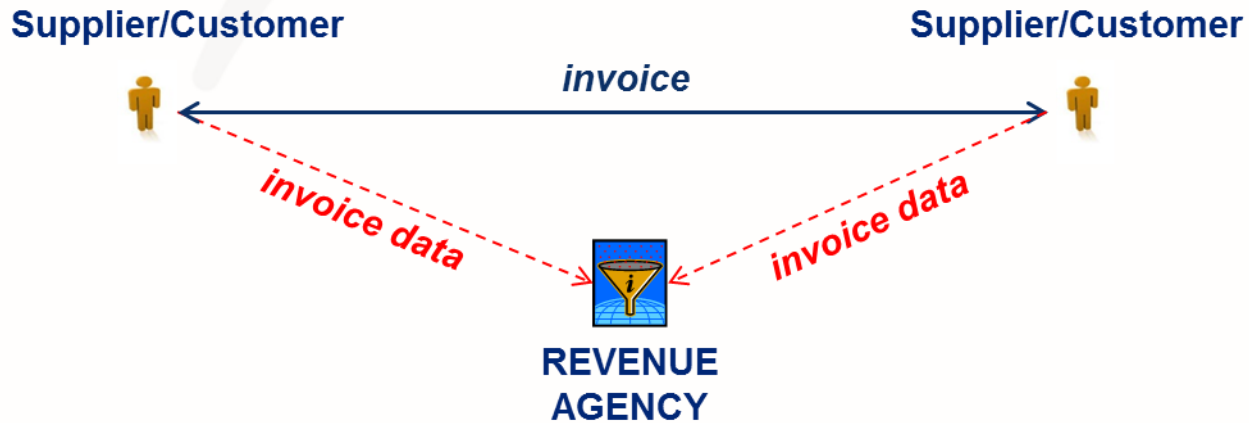 Supplier/Customer
Supplier/Customer
invoice
invoice data
invoice data
i
REVENUE
AGENCY